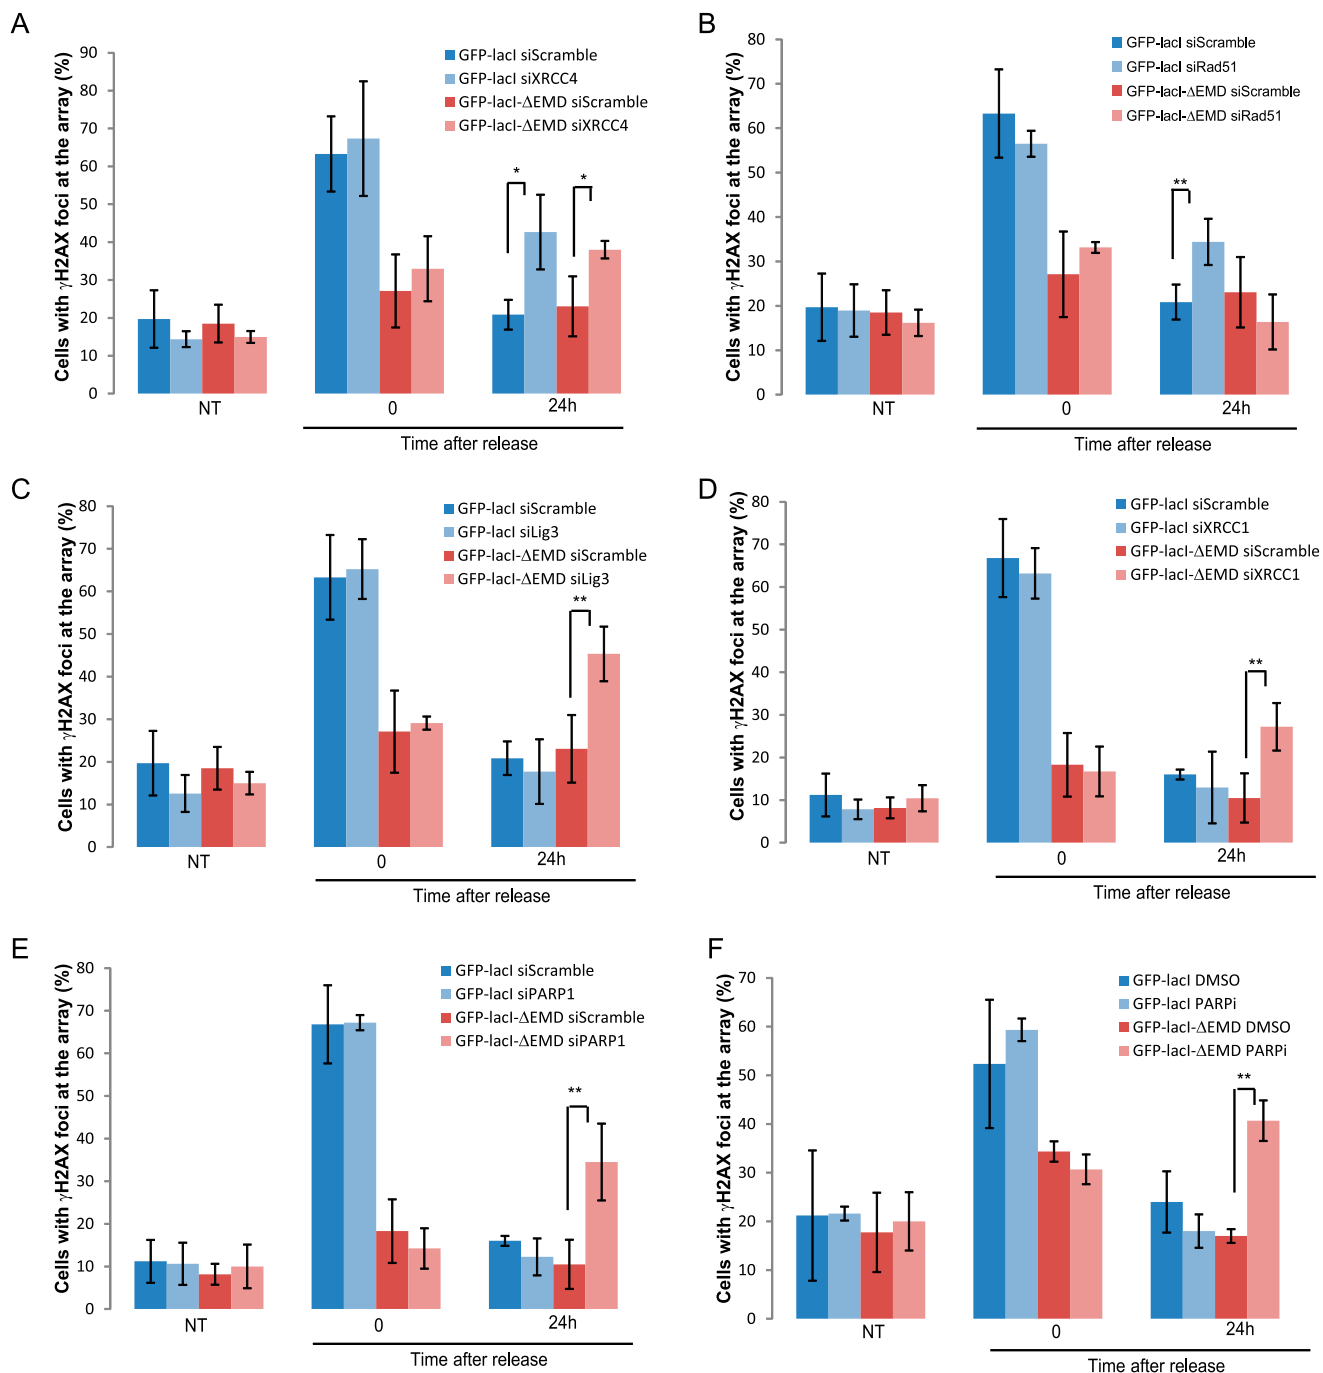 A
Cells with γH2AX foci at the array (%)
90
80
70
60
50
40
30
20
10
0
GFP-lacI siScramble
GFP-lacI siXRCC4
GFP-lacI-ΔEMD siScramble
GFP-lacI-ΔEMD siXRCC4
*
*
NT
0
24h
Time after release
B
Cells with γH2AX foci at the array (%)
80
70
60
50
40
30
20
10
0
GFP-lacI siScramble
GFP-lacI siRad51
GFP-lacI-ΔEMD siScramble
GFP-lacI-ΔEMD siRad51
**
NT
0
24h
Time after release
C
Cells with γH2AX foci at the array (%)
80
70
60
50
40
30
20
10
0
GFP-lacI siScramble
GFP-lacI siLig3
GFP-lacI-ΔEMD siScramble
GFP-lacI-ΔEMD siLig3
**
NT
0
24h
Time after release
D
Cells with γH2AX foci at the array (%)
80
70
60
50
40
30
20
10
0
GFP-lacI siScramble
GFP-lacI siXRCC1
GFP-lacI-ΔEMD siScramble
GFP-lacI-ΔEMD siXRCC1
**
NT
0
24h
Time after release
E
Cells with γH2AX foci at the array (%)
80
70
60
50
40
30
20
10
0
GFP-lacI siScramble
GFP-lacI siPARP1
GFP-lacI-ΔEMD siScramble
GFP-lacI-ΔEMD siPARP1
**
NT
0
24h
Time after release
F
Cells with γH2AX foci at the array (%)
70
60
50
40
30
20
10
0
GFP-lacI DMSO
GFP-lacI PARPi
GFP-lacI-ΔEMD DMSO
GFP-lacI-ΔEMD PARPi
**
NT
0
24h
Time after release